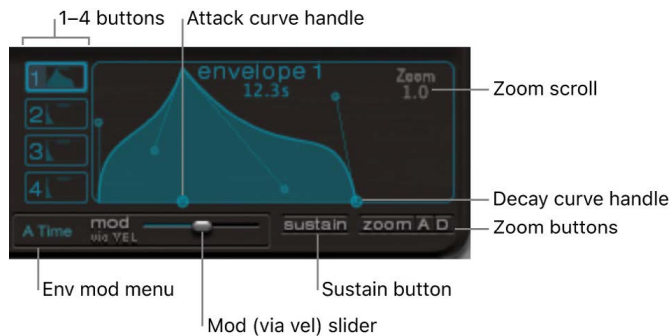 1–4 buttons
Attack curve handle
1
envelope 1
12.3s
Zoom
1.0
Zoom scroll
2
3
4
Decay curve handle
A Time
mod
via VEL
sustain
zoom A D
Zoom buttons
Env mod menu
Sustain button
Mod (via vel) slider